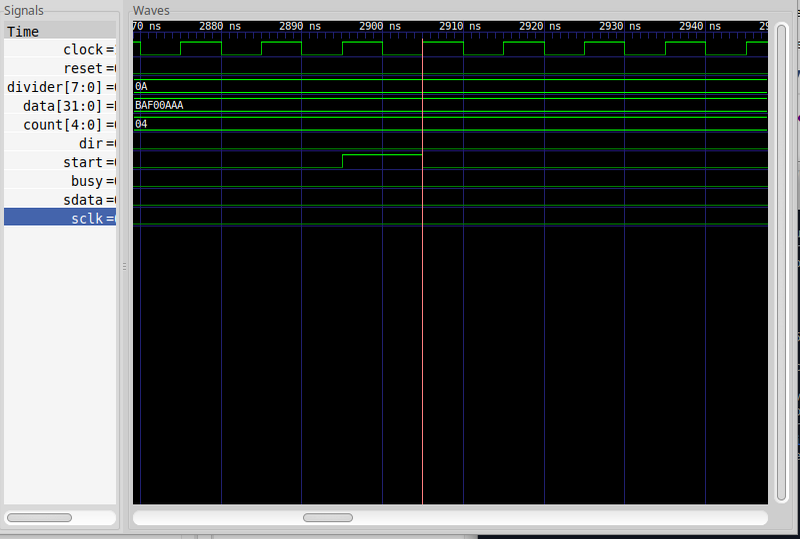 Signals
Waves
Time
70 ns 2880 ns 2890 ns 2900 ns 2910 ns 2920 ns 2930 ns 2940 ns 29
clock=
reset=
divider[7:0]=
0A
data[31:0]=
BAF00AAA
count[4:0]=
04
dir=
start=
busy=
sdata=
sclk=